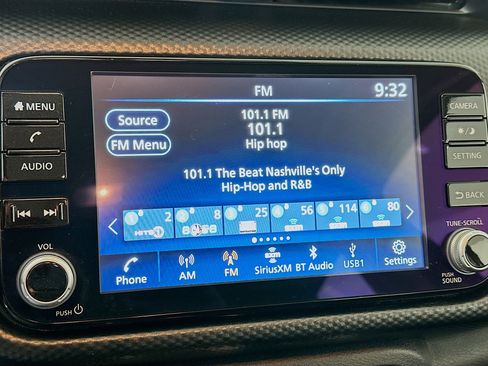 FM
9:32
MENU
AUDIO
VOL
PUSH
Source
FM Menu
101.1 FM
101.1
Hip hop
101.1 The Beat Nashville's Only
Hip-Hop and R&B
2
8
25
56
114
80
HITS1
Phone
AM
FM
SiriusXM
BT Audio
USB1
Settings
CAMERA
SETTING
BACK
TUNE·SCROLL
PUSH
SOUND